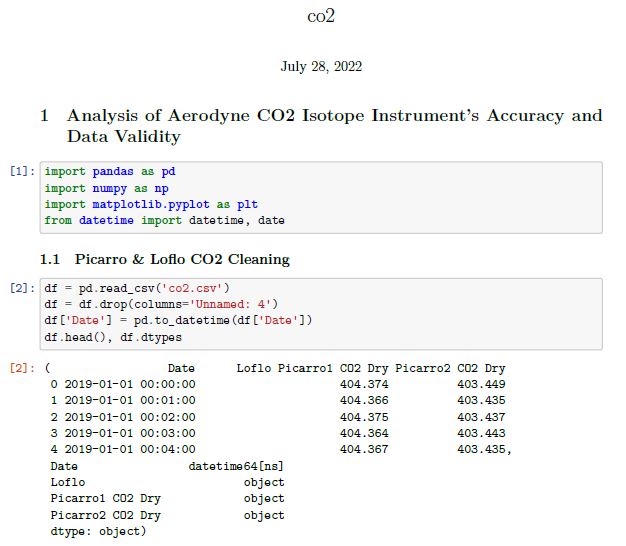 co2
July 28, 2022
1 Analysis of Aerodyne CO2 Isotope Instrument's Accuracy and
Data Validity
[1]: import pandas as pd
import numpy as np
import matplotlib.pyplot as plt
from datetime import datetime, date
1.1 Picarro & Loflo CO2 Cleaning
[2]: df = pd.read_csv('co2.csv')
df = df.drop(columns='Unnamed: 4')
df['Date'] = pd.to_datetime(df['Date'])
df.head(), df.dtypes
[2]: ( Date Loflo Picarro1 CO2 Dry Picarro2 CO2 Dry
0 2019-01-01 00:00:00 404.374 403.449
1 2019-01-01 00:01:00 404.366 403.435
2 2019-01-01 00:02:00 404.375 403.437
3 2019-01-01 00:03:00 404.364 403.443
4 2019-01-01 00:04:00 404.367 403.435,
Date datetime64[ns]
Loflo object
Picarro1 CO2 Dry object
Picarro2 CO2 Dry object
dtype: object)